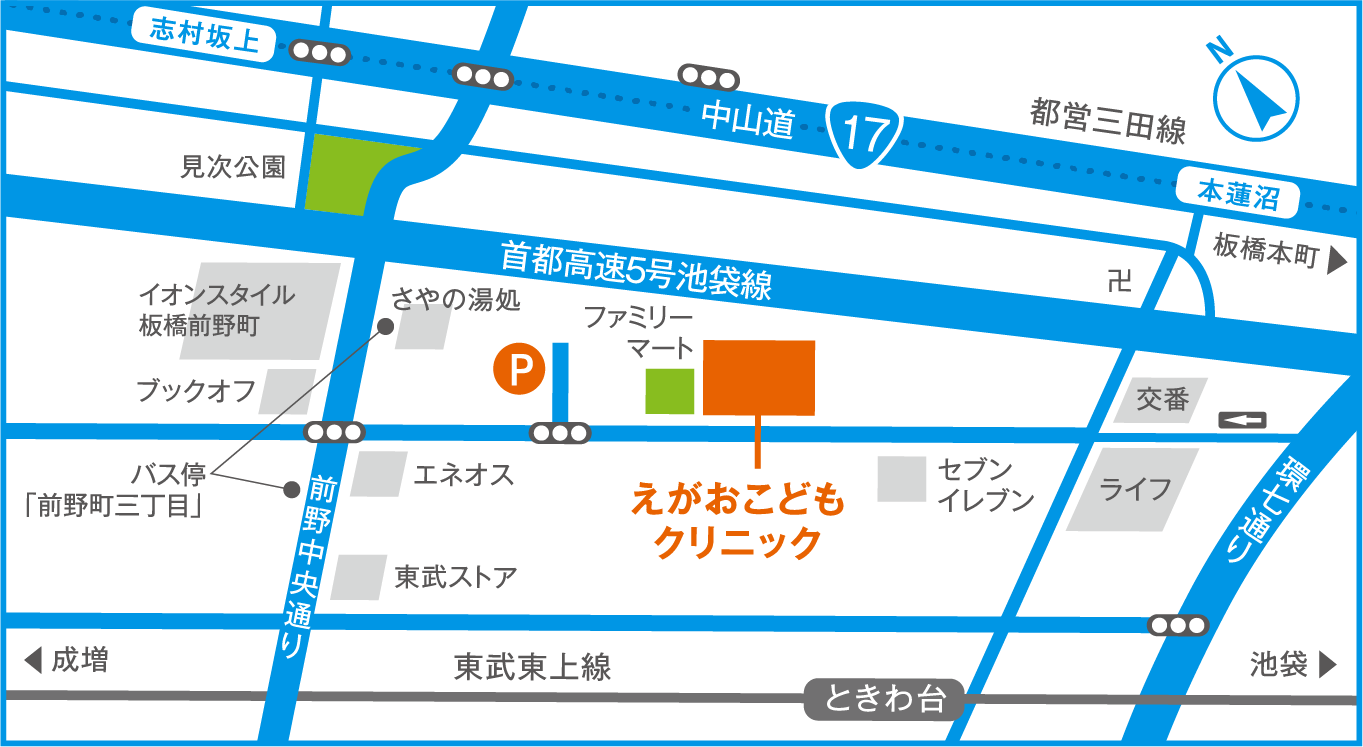 志村坂上
N
中山道
17
都営三田線
本蓮沼
板橋本町
見次公園
首都高速5号池袋線
卍
イオンスタイル
板橋前野町
さやの湯処
ファミリー
マート
P
ブックオフ
交番
バス停
「前野町三丁目」
エネオス
前野中央通り
えがおこども
クリニック
セブン
イレブン
ライフ
環七通り
東武ストア
成増
東武東上線
池袋
ときわ台